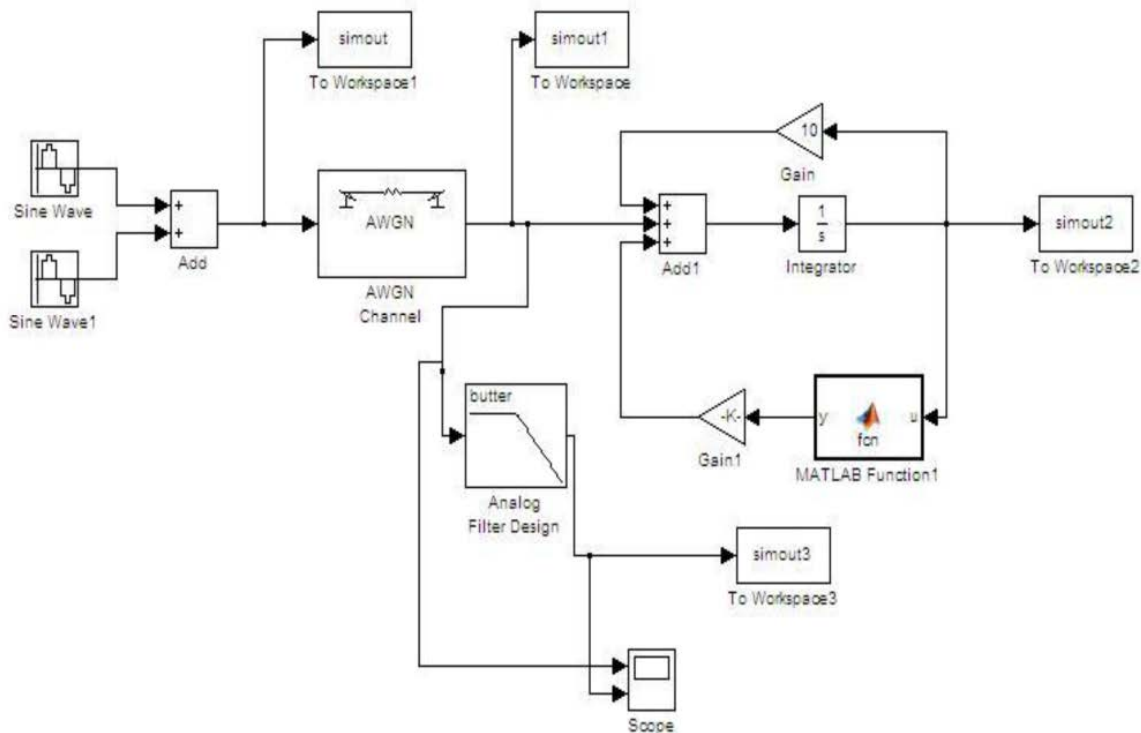 simout
To Workspace1
simout1
To Workspace
10
Gain
Sine Wave
+
+
Add
AWGN
AWGN
Channel
+
+
+
Add1
1
s
Integrator
simout2
To Workspace2
Sine Wave1
butter
Analog
Filter Design
-K-
Gain1
y
fcn
u
MATLAB Function1
simout3
To Workspace3
Scope